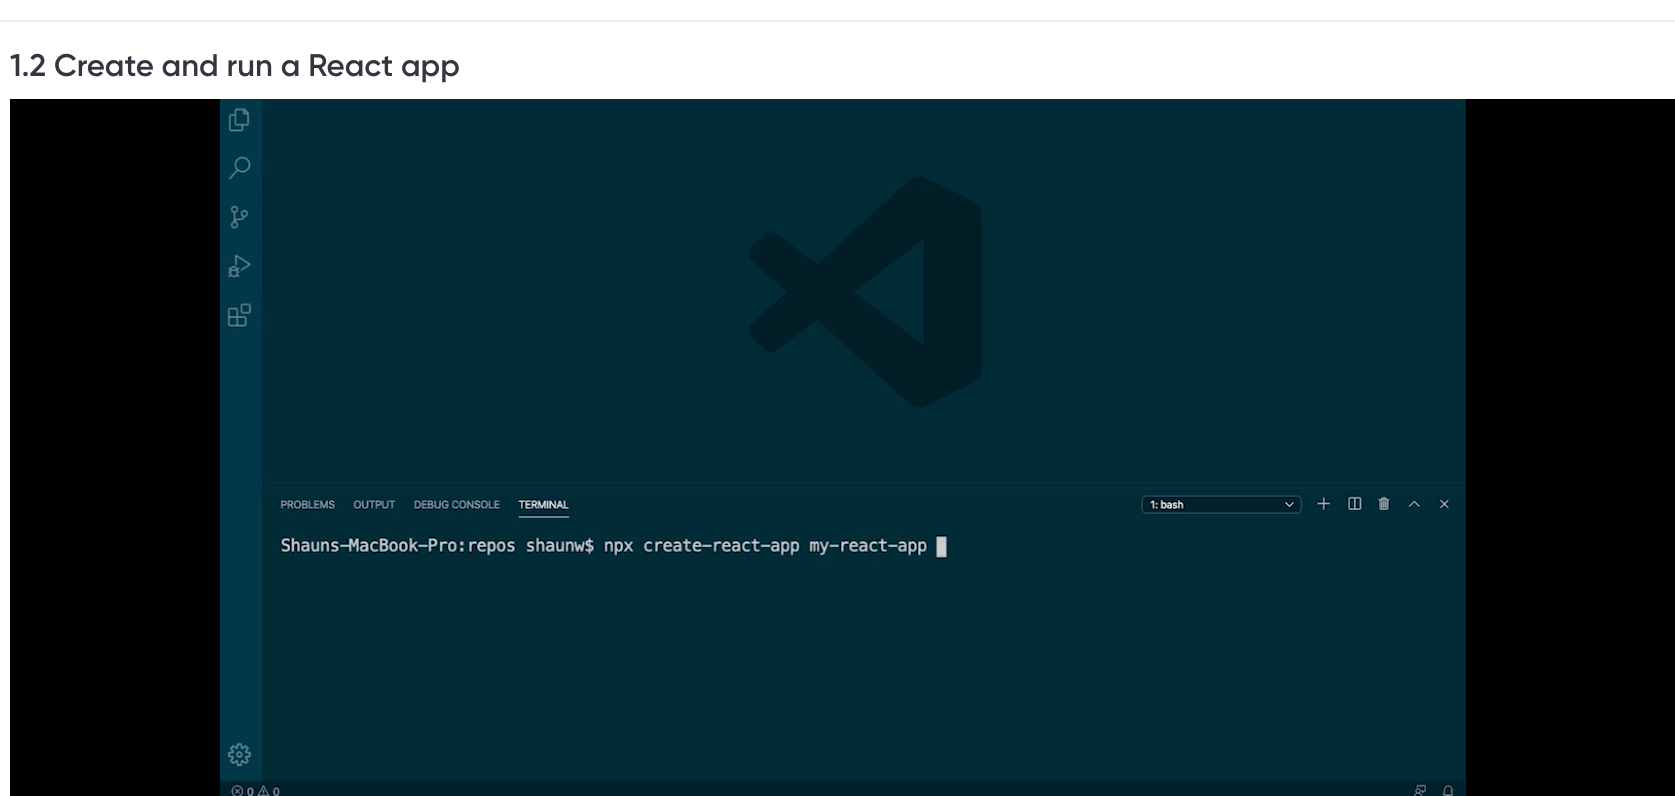 1.2 Create and run a React app
PROBLEMS OUTPUT DEBUG CONSOLE TERMINAL
1: bash
Shauns-MacBook-Pro:repos shaunw$ npx create-react-app my-react-app
0 0